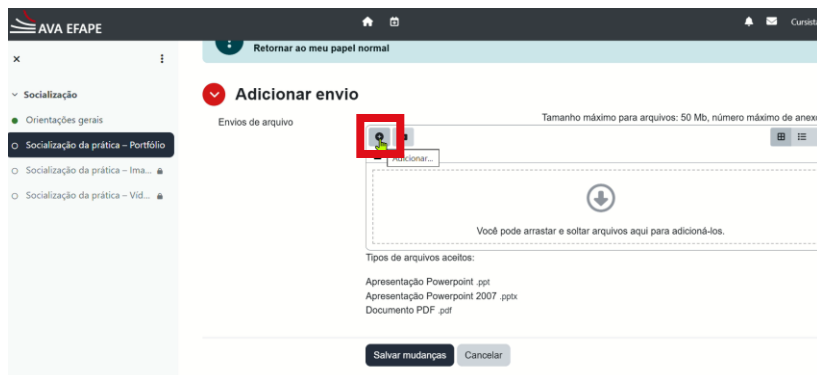 AVA EFAPE
Cursista
Retornar ao meu papel normal
Socialização
Orientações gerais
Socialização da prática – Portfólio
Socialização da prática – Ima...
Socialização da prática – Víd...
Adicionar envio
Envios de arquivo
Tamanho máximo para arquivos: 50 Mb, número máximo de anexo
Adicionar...
Você pode arrastar e soltar arquivos aqui para adicioná-los.
Tipos de arquivos aceitos:
Apresentação Powerpoint .ppt
Apresentação Powerpoint 2007 .pptx
Documento PDF .pdf
Salvar mudanças
Cancelar